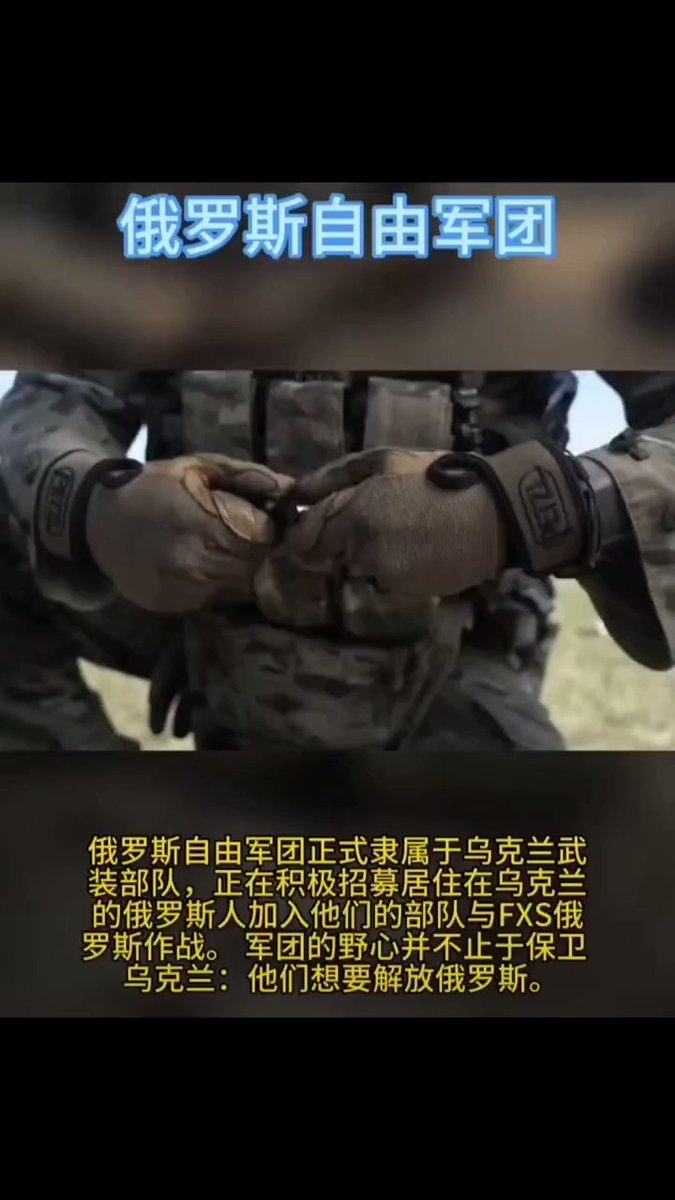 俄罗斯自由军团
PETZL
俄罗斯自由军团正式隶属于乌克兰武
装部队，正在积极招募居住在乌克兰
的俄罗斯人加入他们的部队与FXS俄
罗斯作战。 军团的野心并不止于保卫
乌克兰：他们想要解放俄罗斯。